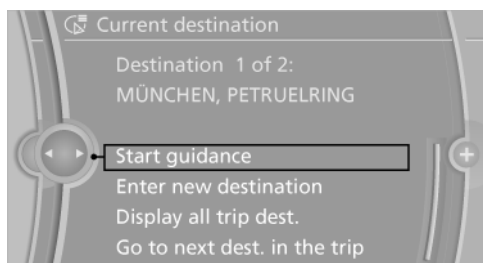 Current destination
Destination 1 of 2:
MÜNCHEN, PETRUELRING
Start guidance
Enter new destination
Display all trip dest.
Go to next dest. in the trip